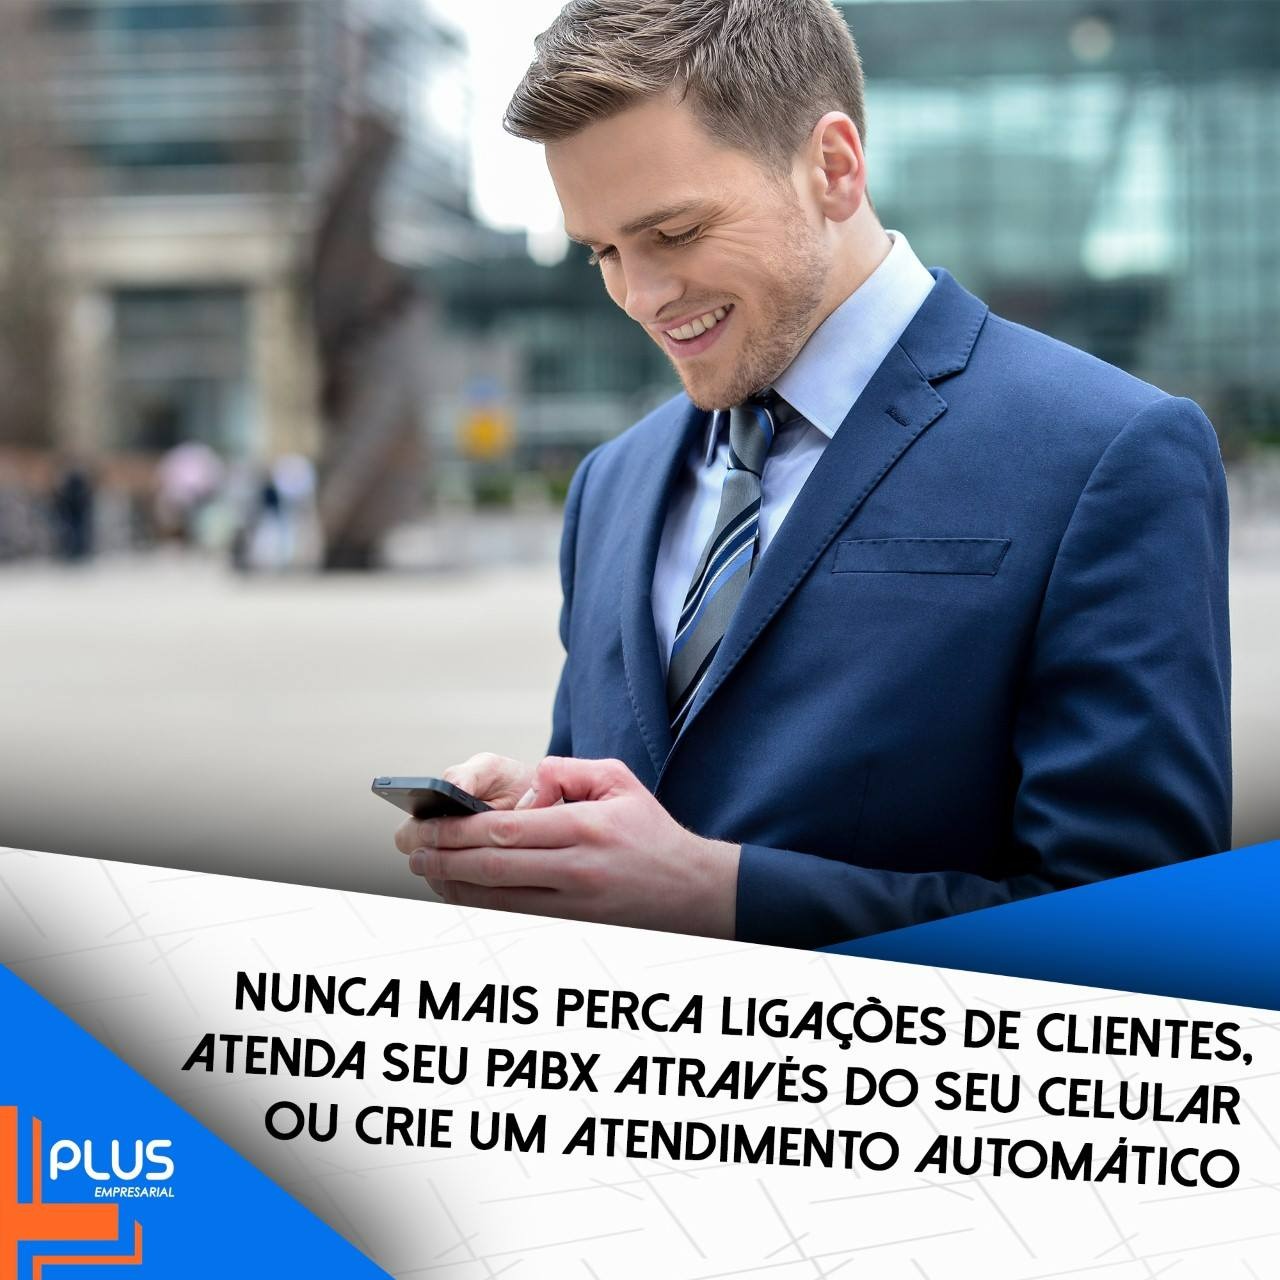 NUNCA MAIS PERCA LIGAÇÒES DE CLIENTES,
ATENDA SEU PABX ATRAVÉS DO SEU CELULAR
OU CRIE UM ATENDIMENTO AUTOMÁTICO
PLUS
EMPRESARIAL